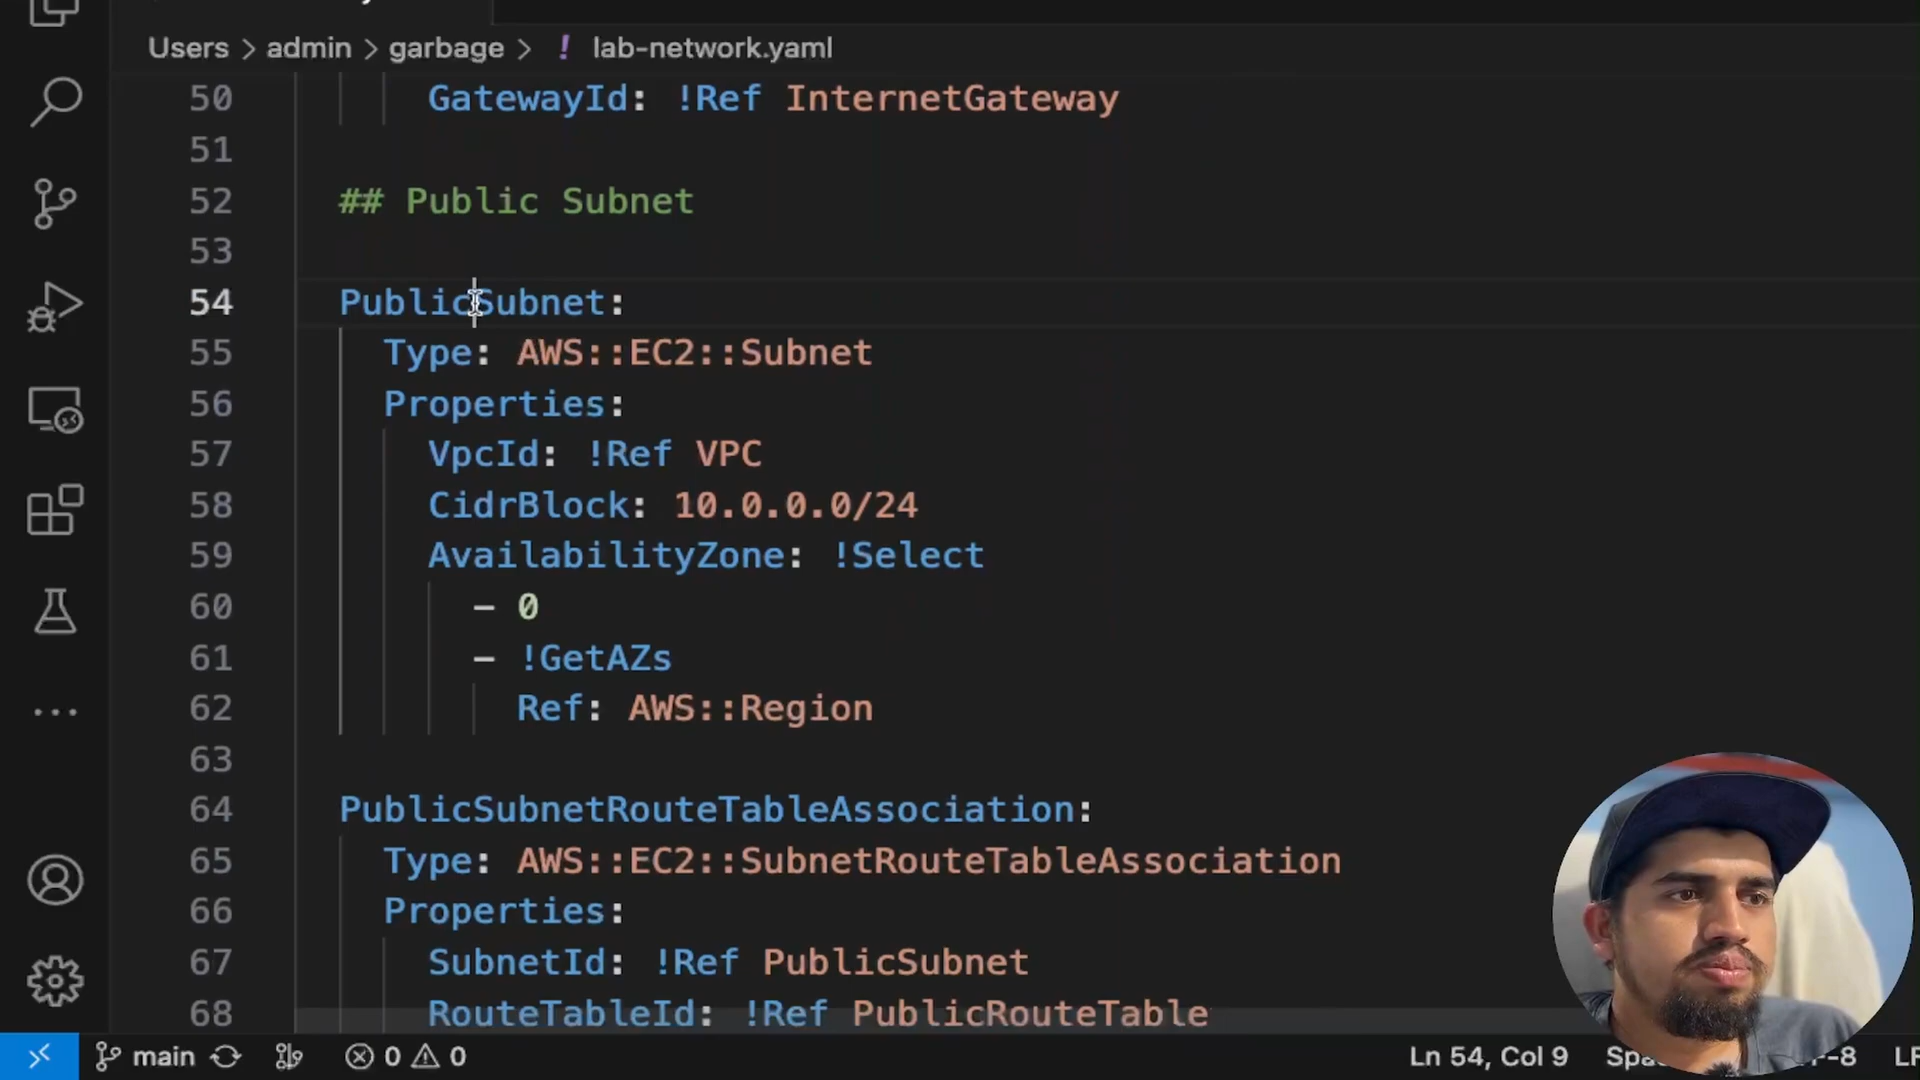 Users > admin > garbage > ! lab-network.yaml
50 GatewayId: !Ref InternetGateway
51
52 ## Public Subnet
53
54 PublicSubnet:
55 Type: AWS::EC2::Subnet
56 Properties:
57 VpcId: !Ref VPC
58 CidrBlock: 10.0.0.0/24
59 AvailabilityZone: !Select
60 - 0
61 - !GetAZs
62 Ref: AWS::Region
63
64 PublicSubnetRouteTableAssociation:
65 Type: AWS::EC2::SubnetRouteTableAssociation
66 Properties:
67 SubnetId: !Ref PublicSubnet
68 RouteTableId: !Ref PublicRouteTable
main 0 0 Ln 54, Col 9